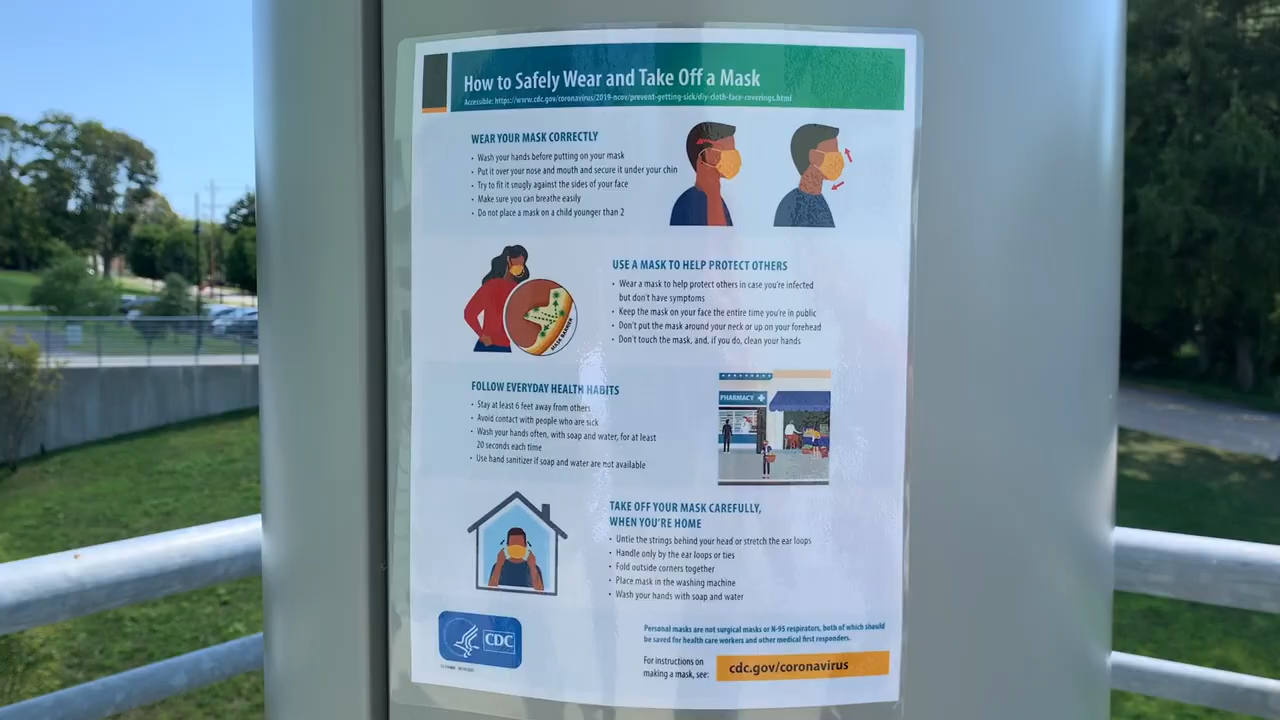 How to Safely Wear and Take Off a Mask
Accessible: https://www.cdc.gov/coronavirus/2019-ncov/prevent-getting-sick/diy-cloth-face-coverings.html
WEAR YOUR MASK CORRECTLY
• Wash your hands before putting on your mask
• Put it over your nose and mouth and secure it under your chin
• Try to fit it snugly against the sides of your face
• Make sure you can breathe easily
• Do not place a mask on a child younger than 2
USE A MASK TO HELP PROTECT OTHERS
• Wear a mask to help protect others in case you're infected
but don't have symptoms
• Keep the mask on your face the entire time you're in public
• Don't put the mask around your neck or up on your forehead
• Don't touch the mask, and, if you do, clean your hands
MASK BARRIER
FOLLOW EVERYDAY HEALTH HABITS
• Stay at least 6 feet away from others
• Avoid contact with people who are sick
• Wash your hands often, with soap and water, for at least
20 seconds each time
• Use hand sanitizer if soap and water are not available
PHARMACY
TAKE OFF YOUR MASK CAREFULLY,
WHEN YOU'RE HOME
• Untie the strings behind your head or stretch the ear loops
• Handle only by the ear loops or ties
• Fold outside corners together
• Place mask in the washing machine
• Wash your hands with soap and water
CDC
Personal masks are not surgical masks or N-95 respirators, both of which should
be saved for health care workers and other medical first responders.
For instructions on
making a mask, see:
cdc.gov/coronavirus